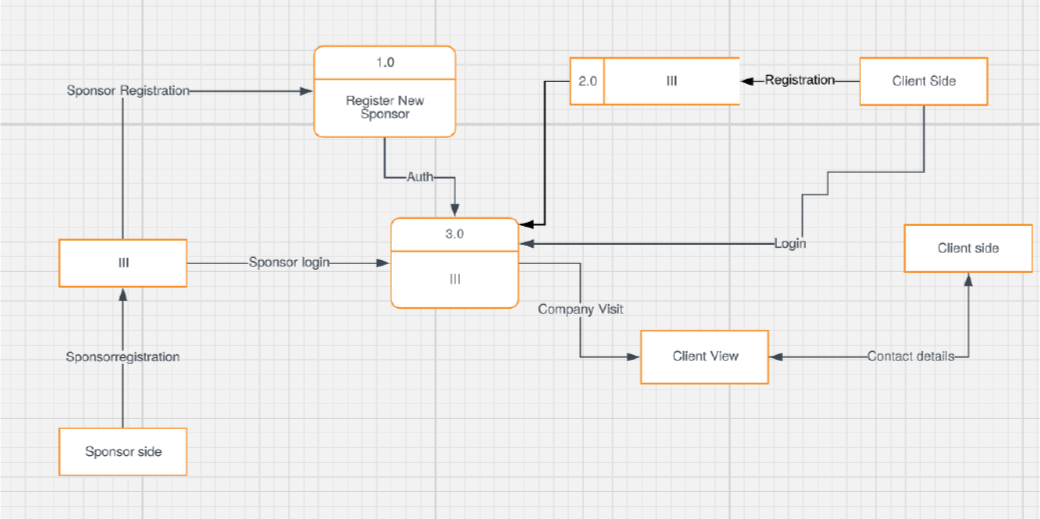 1.0
Sponsor Registration
Register New
Sponsor
2.0
III
Registration
Client Side
Auth
3.0
Login
Client side
III
Sponsor login
III
Company Visit
Sponsorregistration
Client View
Contact details
Sponsor side